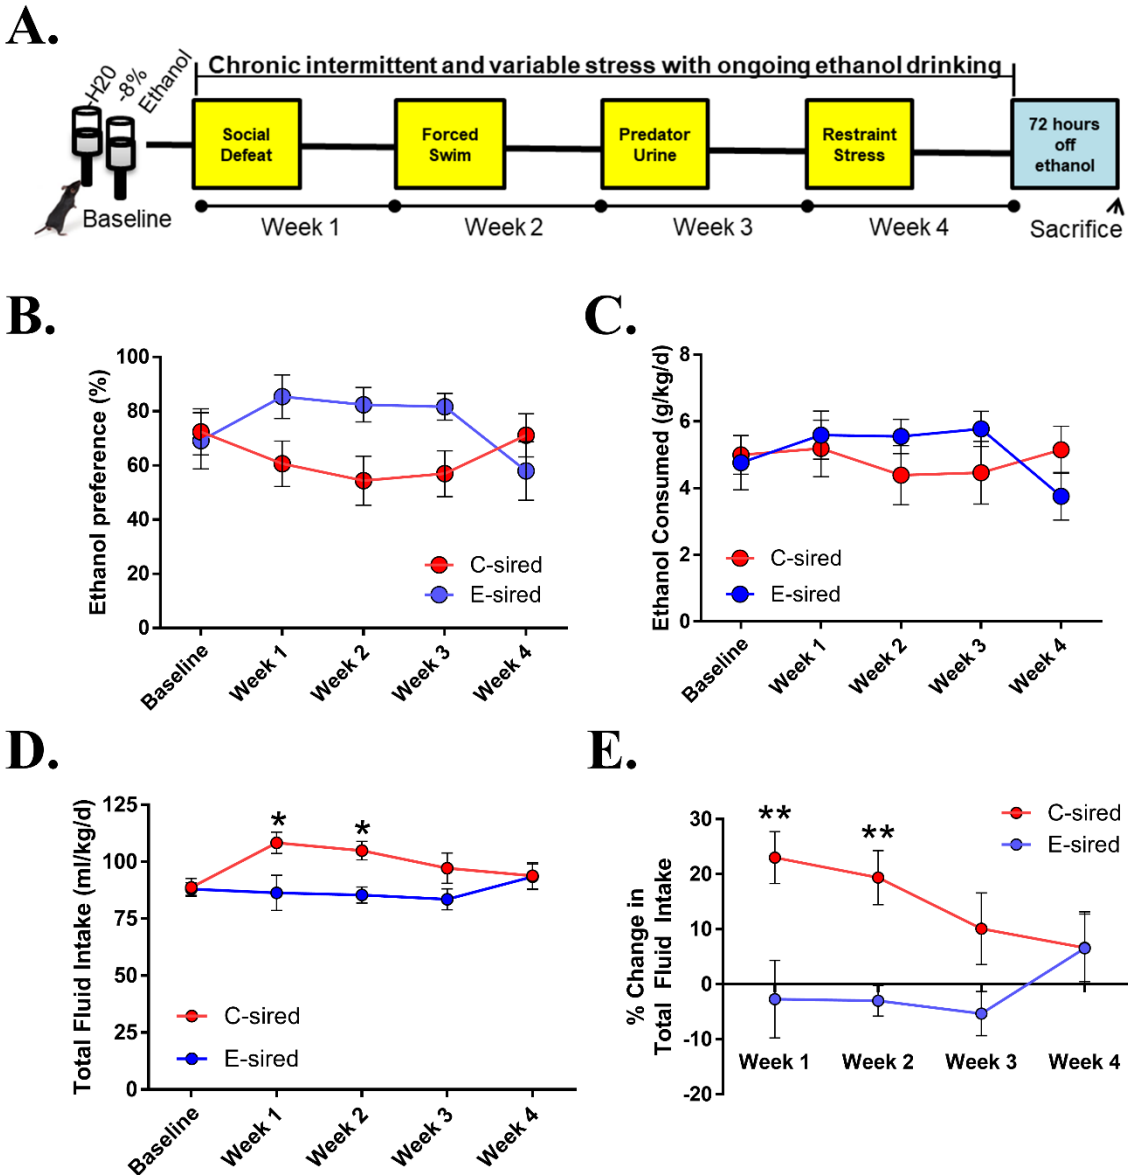 A.
-H20
-8%
Ethanol
Chronic intermittent and variable stress with ongoing ethanol drinking
Social
Defeat
Forced
Swim
Predator
Urine
Restraint
Stress
72 hours
off
ethanol
Baseline
Week 1
Week 2
Week 3
Week 4
Sacrifice
B.
Ethanol preference (%)
100
80
60
40
20
0
C-sired
E-sired
Baseline
Week 1
Week 2
Week 3
Week 4
C.
Ethanol Consumed (g/kg/d)
8
6
4
2
0
C-sired
E-sired
Baseline
Week 1
Week 2
Week 3
Week 4
D.
Total Fluid Intake (ml/kg/d)
125
100
75
50
25
0
*
*
C-sired
E-sired
Baseline
Week 1
Week 2
Week 3
Week 4
E.
% Change in
Total Fluid Intake
30
20
10
0
-10
-20
**
**
C-sired
E-sired
Week 1
Week 2
Week 3
Week 4